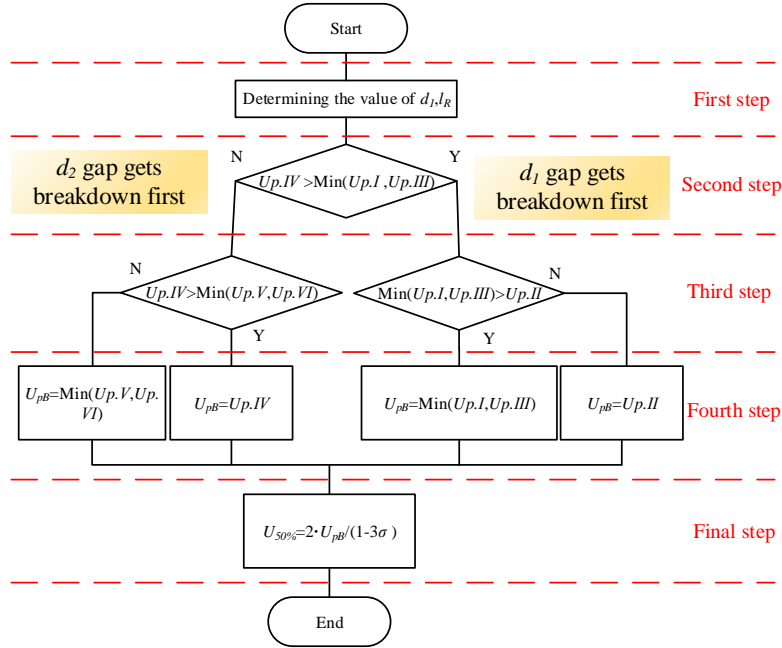 Start
Determining the value of d1,lR
First step
N
Y
d2 gap gets
breakdown first
Up.IV >Min(Up.I ,Up.III)
d1 gap gets
breakdown first
Second step
N
N
Up.IV>Min(Up.V,Up.VI)
Min(Up.I,Up.III)>Up.II
Third step
Y
Y
UpB=Min(Up.V,Up.
VI)
UpB=Up.IV
UpB=Min(Up.I,Up.III)
UpB=Up.II
Fourth step
U50%=2·UpB/(1-3σ )
Final step
End